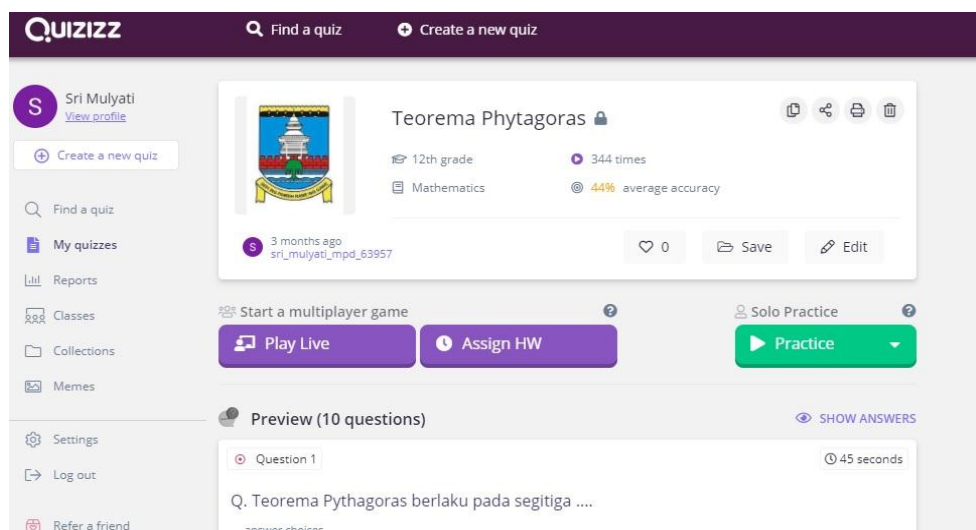 QUIZIZZ
Find a quiz
Create a new quiz
S
Sri Mulyati
View profile
Create a new quiz
Find a quiz
My quizzes
Reports
Classes
Collections
Memes
Settings
Log out
Refer a friend
Teorema Phytagoras
12th grade
344 times
Mathematics
44% average accuracy
S
3 months ago
sri_mulyati_mpd_63957
0
Save
Edit
Start a multiplayer game
?
Play Live
Assign HW
Solo Practice
?
Practice
Preview (10 questions)
SHOW ANSWERS
Question 1
45 seconds
Q. Teorema Pythagoras berlaku pada segitiga ....
answer choices